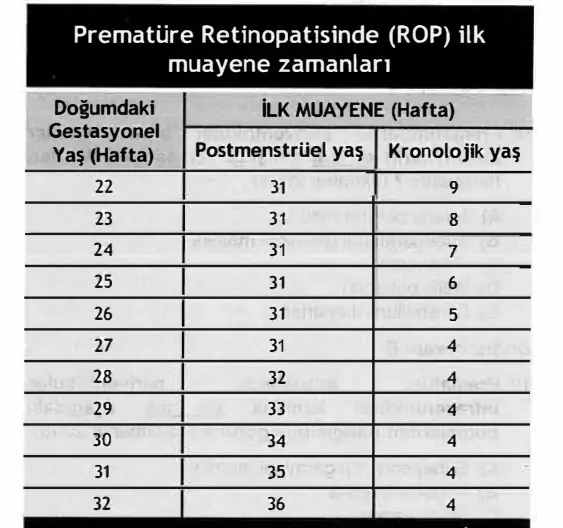 Prematüre Retinopatisinde (ROP) ilk
muayene zamanları
Doğumdaki
Gestasyonel
Yaş (Hafta)
İLK MUAYENE (Hafta)
Postmenstrüel yaş Kronolojik yaş
22 31 9
23 31 8
24 31 7
25 31 6
26 31 5
27 31 4
28 32 4
29 33 4
30 34 4
31 35 4
32 36 4